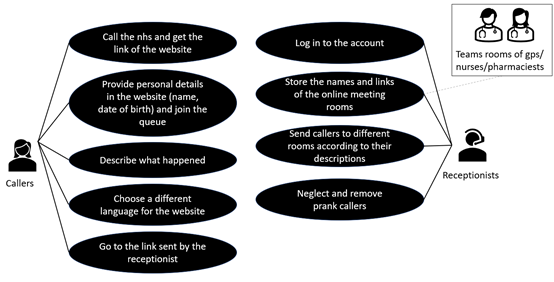 Call the nhs and get the
link of the website
Provide personal details
in the website (name,
date of birth) and join the
queue
Describe what happened
Choose a different
language for the website
Go to the link sent by the
receptionist
Callers
Log in to the account
Store the names and links
of the online meeting
rooms
Send callers to different
rooms according to their
descriptions
Neglect and remove
prank callers
Receptionists
Teams rooms of gps/
nurses/pharmaciests